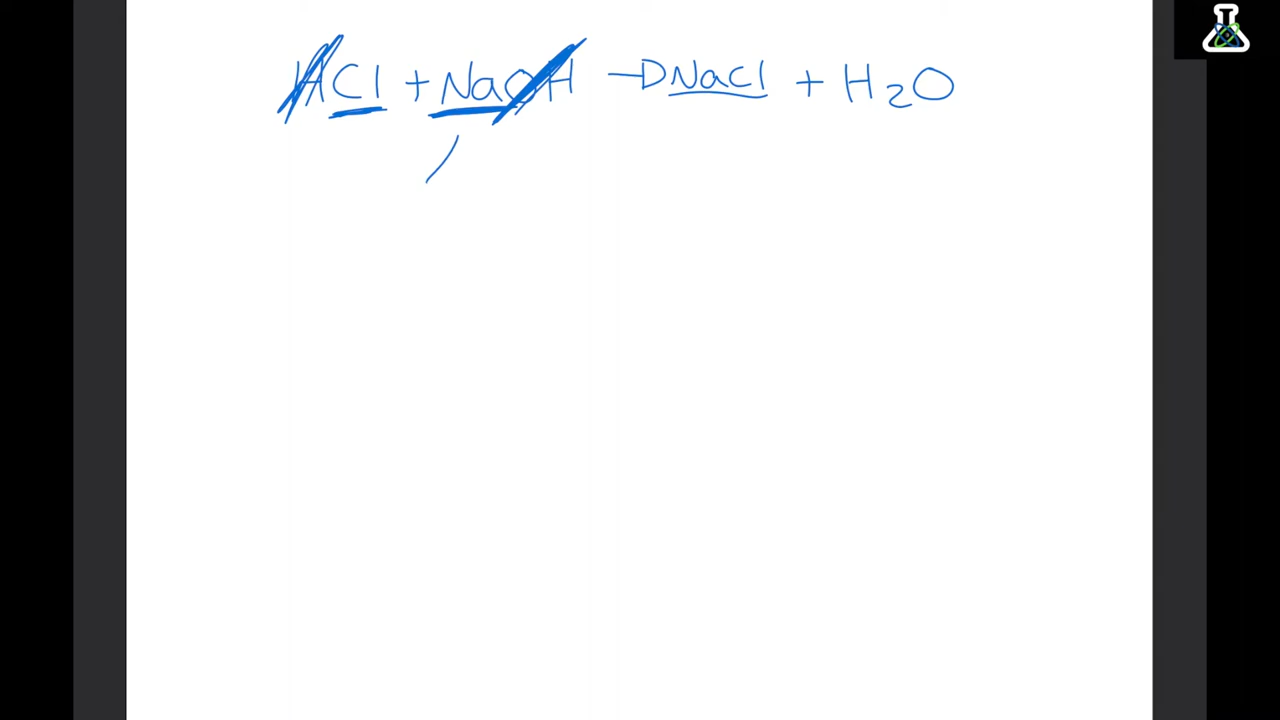 HCl + NaOH → NaCl + H₂O